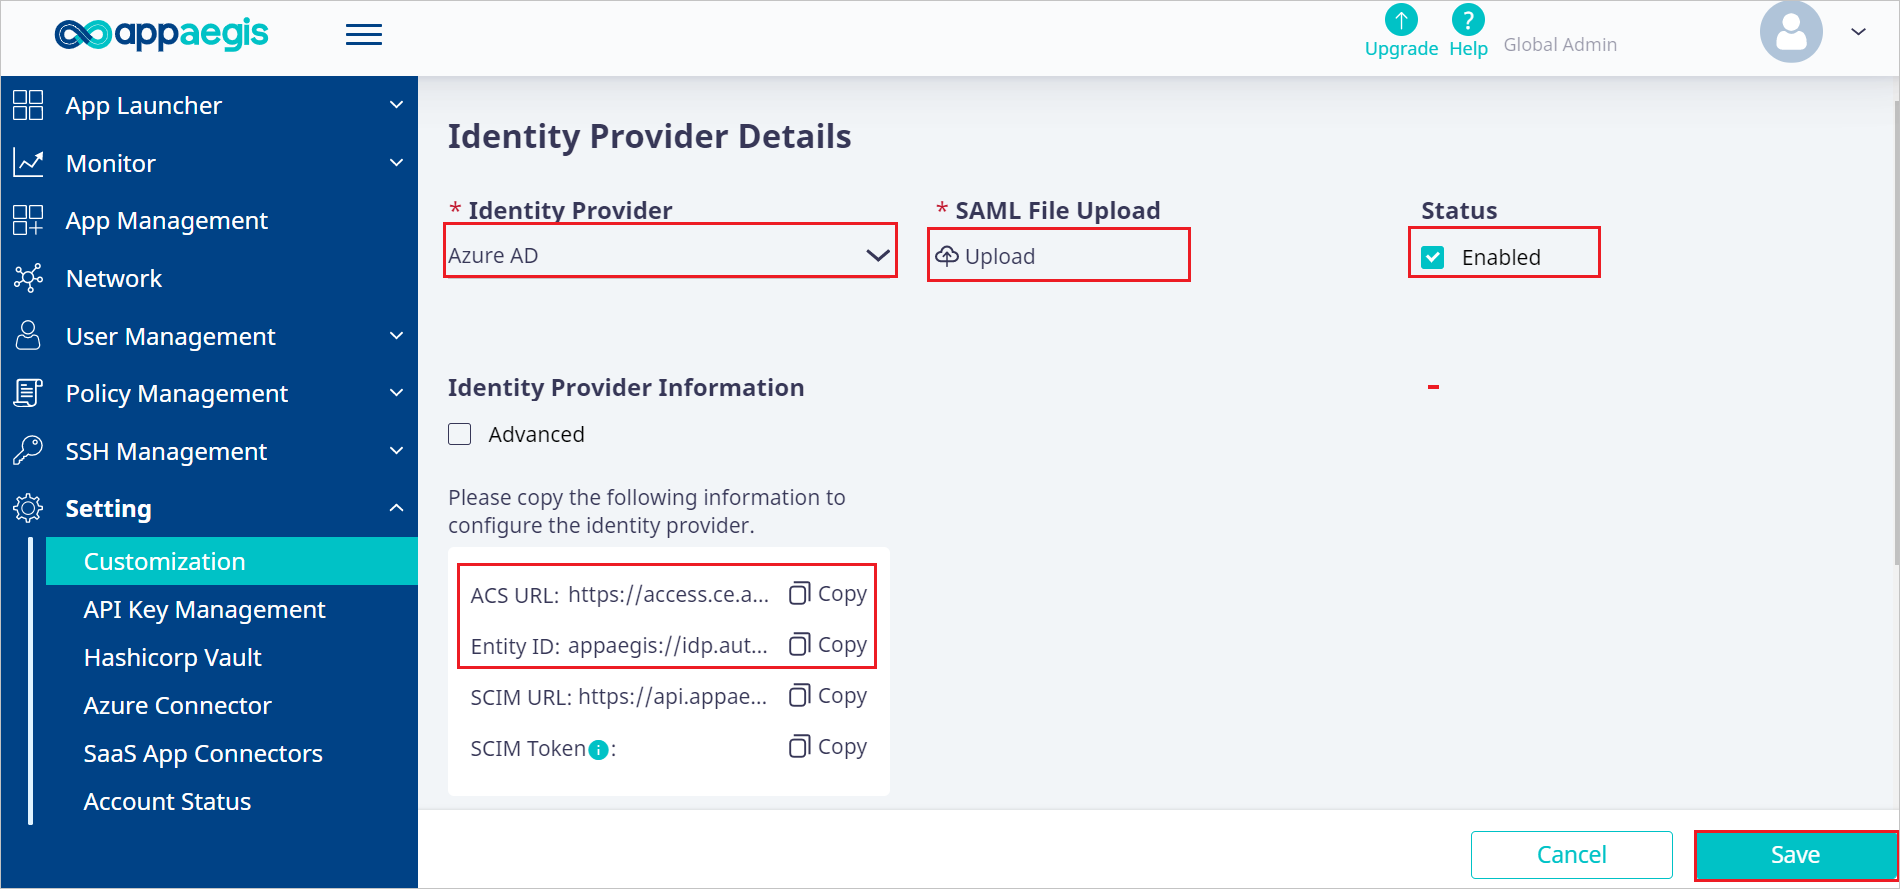 appaegis
Upgrade
? Help
Global Admin
App Launcher
Monitor
App Management
Network
User Management
Policy Management
SSH Management
Setting
Customization
API Key Management
Hashicorp Vault
Azure Connector
SaaS App Connectors
Account Status
Identity Provider Details
* Identity Provider
Azure AD
* SAML File Upload
Upload
Status
Enabled
Identity Provider Information
Advanced
Please copy the following information to
configure the identity provider.
ACS URL: https://access.ce.a... Copy
Entity ID: appaegis://idp.aut... Copy
SCIM URL: https://api.appae... Copy
SCIM Token i : Copy
Cancel
Save